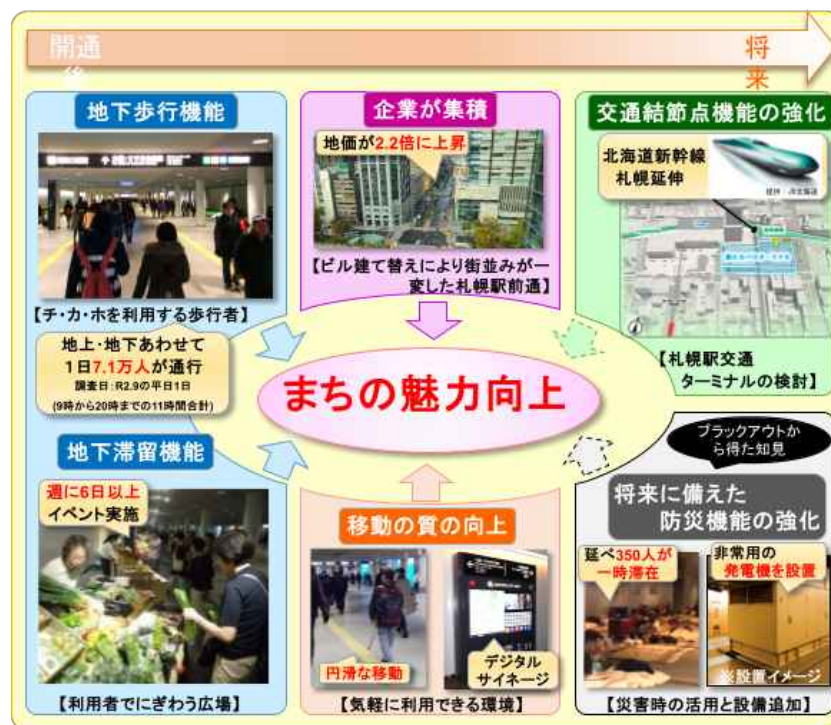 開通後
将来
地下歩行機能
【チ・カ・ホを利用する歩行者】
地上・地下あわせて
1日7.1万人が通行
調査日:R2.9の平日1日
(9時から20時までの11時間合計)
企業が集積
地価が2.2倍に上昇
【ビル建て替えにより街並みが一
変した札幌駅前通】
交通結節点機能の強化
北海道新幹線
札幌延伸
提供:JR北海道
【札幌駅交通
ターミナルの検討】
まちの魅力向上
地下滞留機能
週に6日以上
イベント実施
【利用者でにぎわう広場】
移動の質の向上
円滑な移動
デジタル
サイネージ
【気軽に利用できる環境】
ブラックアウトか
ら得た知見
将来に備えた
防災機能の強化
延べ350人が
一時滞在
非常用の
発電機を設置
※設置イメージ
【災害時の活用と設備追加】